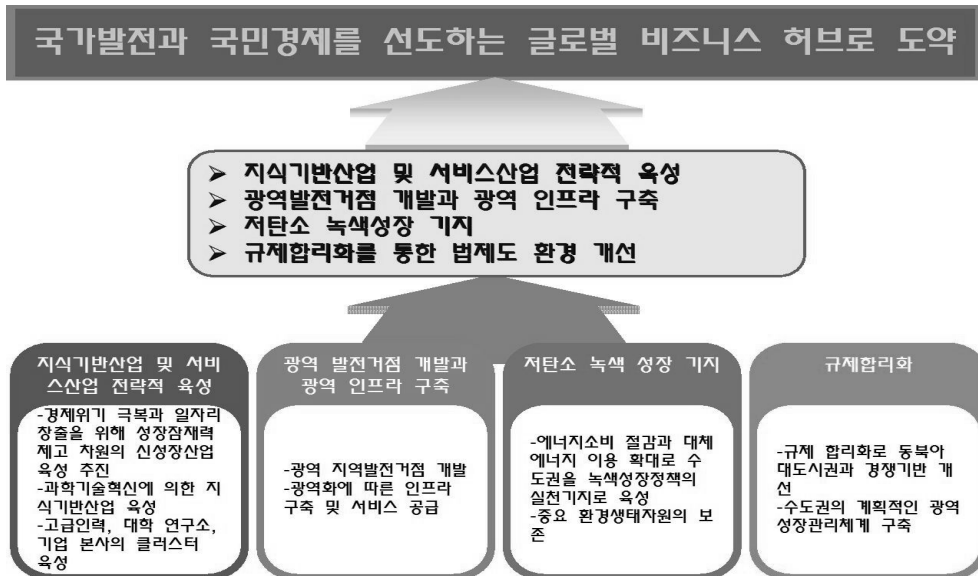 국가발전과 국민경제를 선도하는 글로벌 비즈니스 허브로 도약
➢ 지식기반산업 및 서비스산업 전략적 육성
➢ 광역발전거점 개발과 광역 인프라 구축
➢ 저탄소 녹색성장 기지
➢ 규제합리화를 통한 법제도 환경 개선
지식기반산업 및 서비
스산업 전략적 육성
-경제위기 극복과 일자리
창출을 위해 성장잠재력
제고 차원의 신성장산업
육성 추진
-과학기술혁신에 의한 지
식기반산업 육성
-고급인력, 대학 연구소,
기업 본사의 클러스터
육성
광역 발전거점 개발과
광역 인프라 구축
-광역 지역발전거점 개발
-광역화에 따른 인프라
구축 및 서비스 공급
저탄소 녹색 성장 기지
-에너지소비 절감과 대체
에너지 이용 확대로 수
도권을 녹색성장정책의
실천기지로 육성
-중요 환경생태자원의 보
존
규제합리화
-규제 합리화로 동북아
대도시권과 경쟁기반 개
선
-수도권의 계획적인 광역
성장관리체계 구축